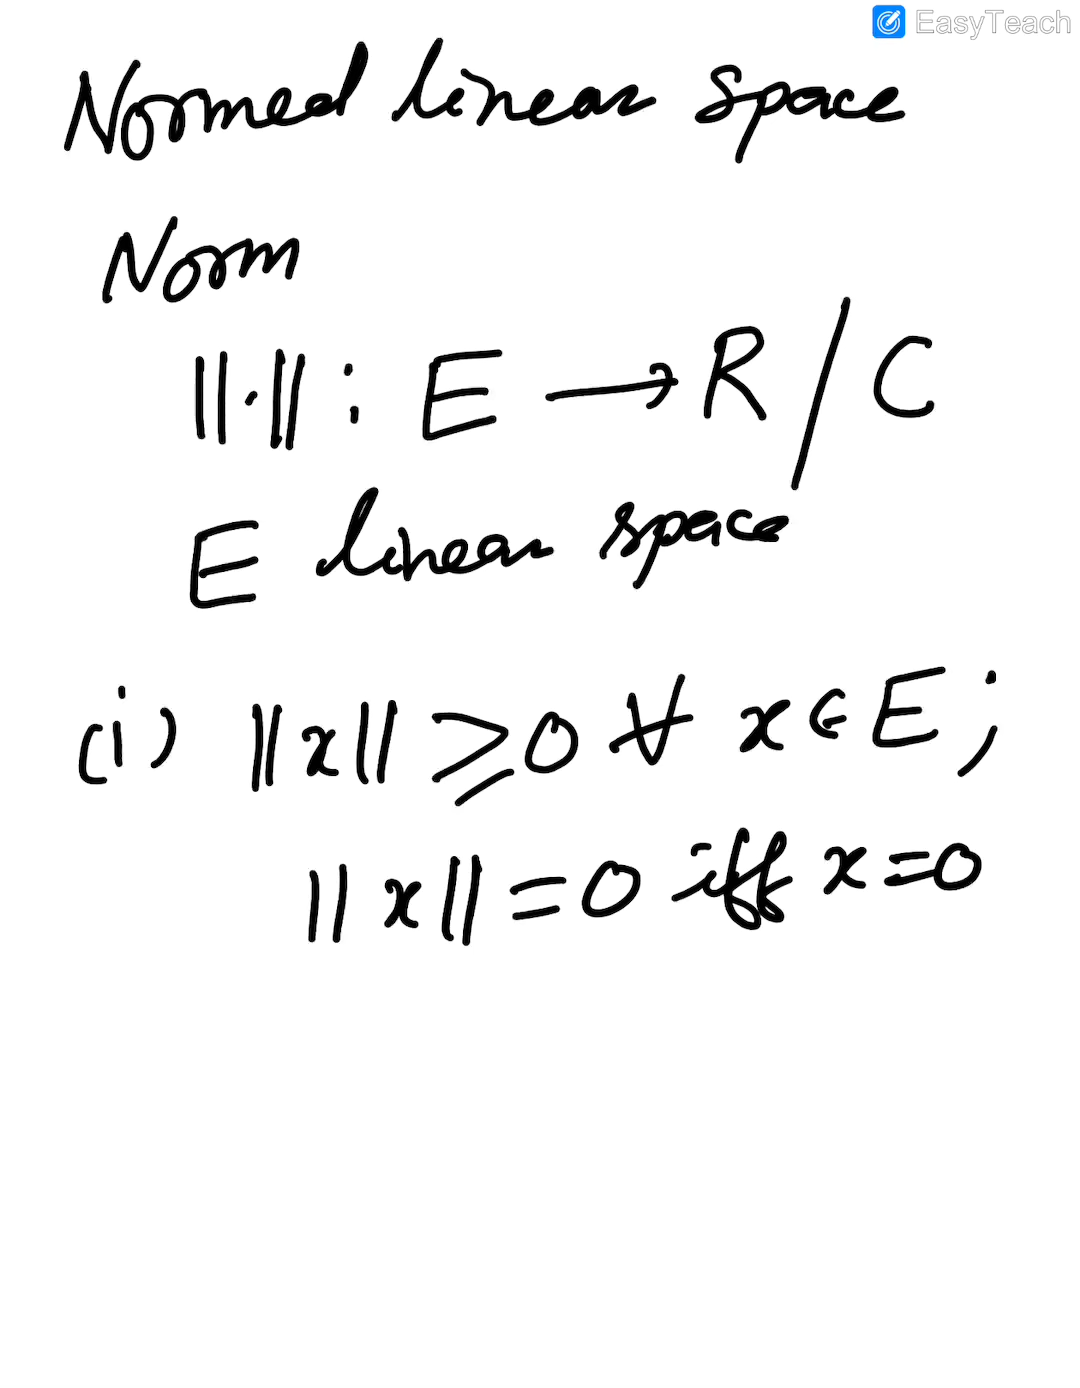 EasyTeach
Normed linear space
Norm
||·|| : E → R / C
E linear space
(i) ||x|| ≥ 0 ∀ x ∈ E ;
||x|| = 0 iff x = 0